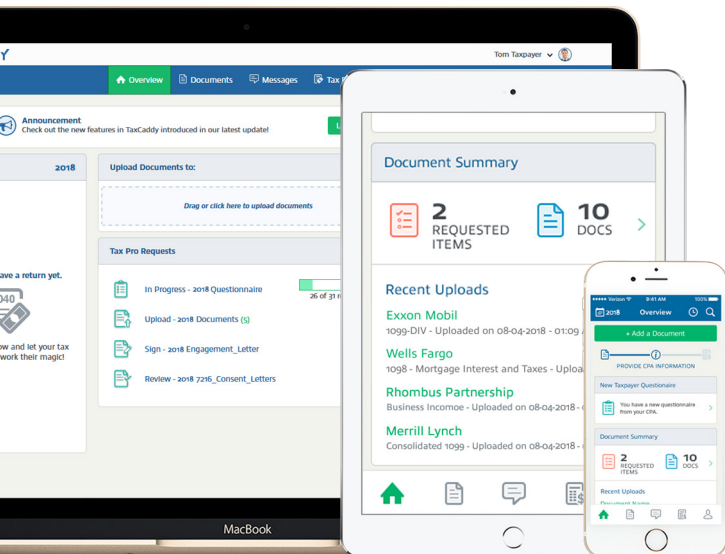 Y
Tom Taxpayer
Overview
Documents
Messages
Tax
Announcement
Check out the new features in TaxCaddy introduced in our latest update!
2018
ave a return yet.
040
ow and let your tax
work their magic!
Upload Documents to:
Drag or click here to upload documents
Tax Pro Requests
In Progress - 2018 Questionnaire
26 of 31
Upload - 2018 Documents (5)
Sign - 2018 Engagement_Letter
Review - 2018 7216_Consent_Letters
MacBook
Document Summary
2
REQUESTED
ITEMS
10
DOCS
Recent Uploads
Exxon Mobil
1099-DIV - Uploaded on 08-04-2018 - 01:09
Wells Fargo
1098 - Mortgage Interest and Taxes - Uploa
Rhombus Partnership
Business Incomoe - Uploaded on 08-04-2018 -
Merrill Lynch
Consolidated 1099 - Uploaded on 08-04-2018 -
Verizon
9:41 AM
100%
2018
Overview
+ Add a Document
PROVIDE CPA INFORMATION
New Taxpayer Questionaire
You have a new questionnaire
from your CPA.
Document Summary
2
REQUESTED
ITEMS
10
DOCS
Recent Uploads
Document Name